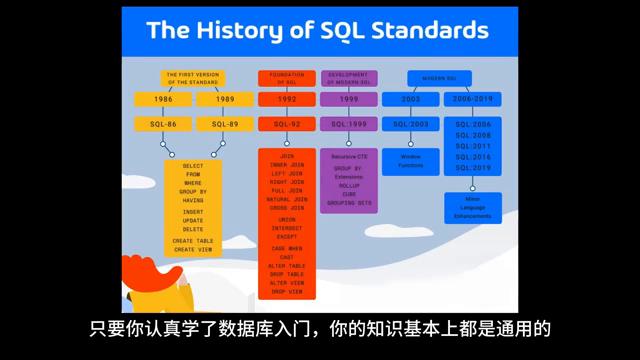 The History of SQL Standards
THE FIRST VERSION
OF THE STANDARD
1986
1989
SQL-86
SQL-89
SELECT
FROM
WHERE
GROUP BY
HAVING
INSERT
UPDATE
DELETE
CREATE TABLE
CREATE VIEW
FOUNDATION
OF SQL
1992
SQL-92
JOIN
INNER JOIN
LEFT JOIN
RIGHT JOIN
FULL JOIN
NATURAL JOIN
CROSS JOIN
UNION
INTERSECT
EXCEPT
CASE WHEN
CAST
ALTER TABLE
DROP TABLE
ALTER VIEW
DROP VIEW
DEVELOPMENT
OF MODERN SQL
1999
SQL:1999
Recursive CTE
GROUP BY
Extensions:
ROLLUP
CUBE
GROUPING SETS
MODERN SQL
2003
2006-2019
SQL:2003
Window
Functions
SQL:2006
SQL:2008
SQL:2011
SQL:2016
SQL:2019
Minor
Language
Enhancements
只要你认真学了数据库入门，你的知识基本上都是通用的